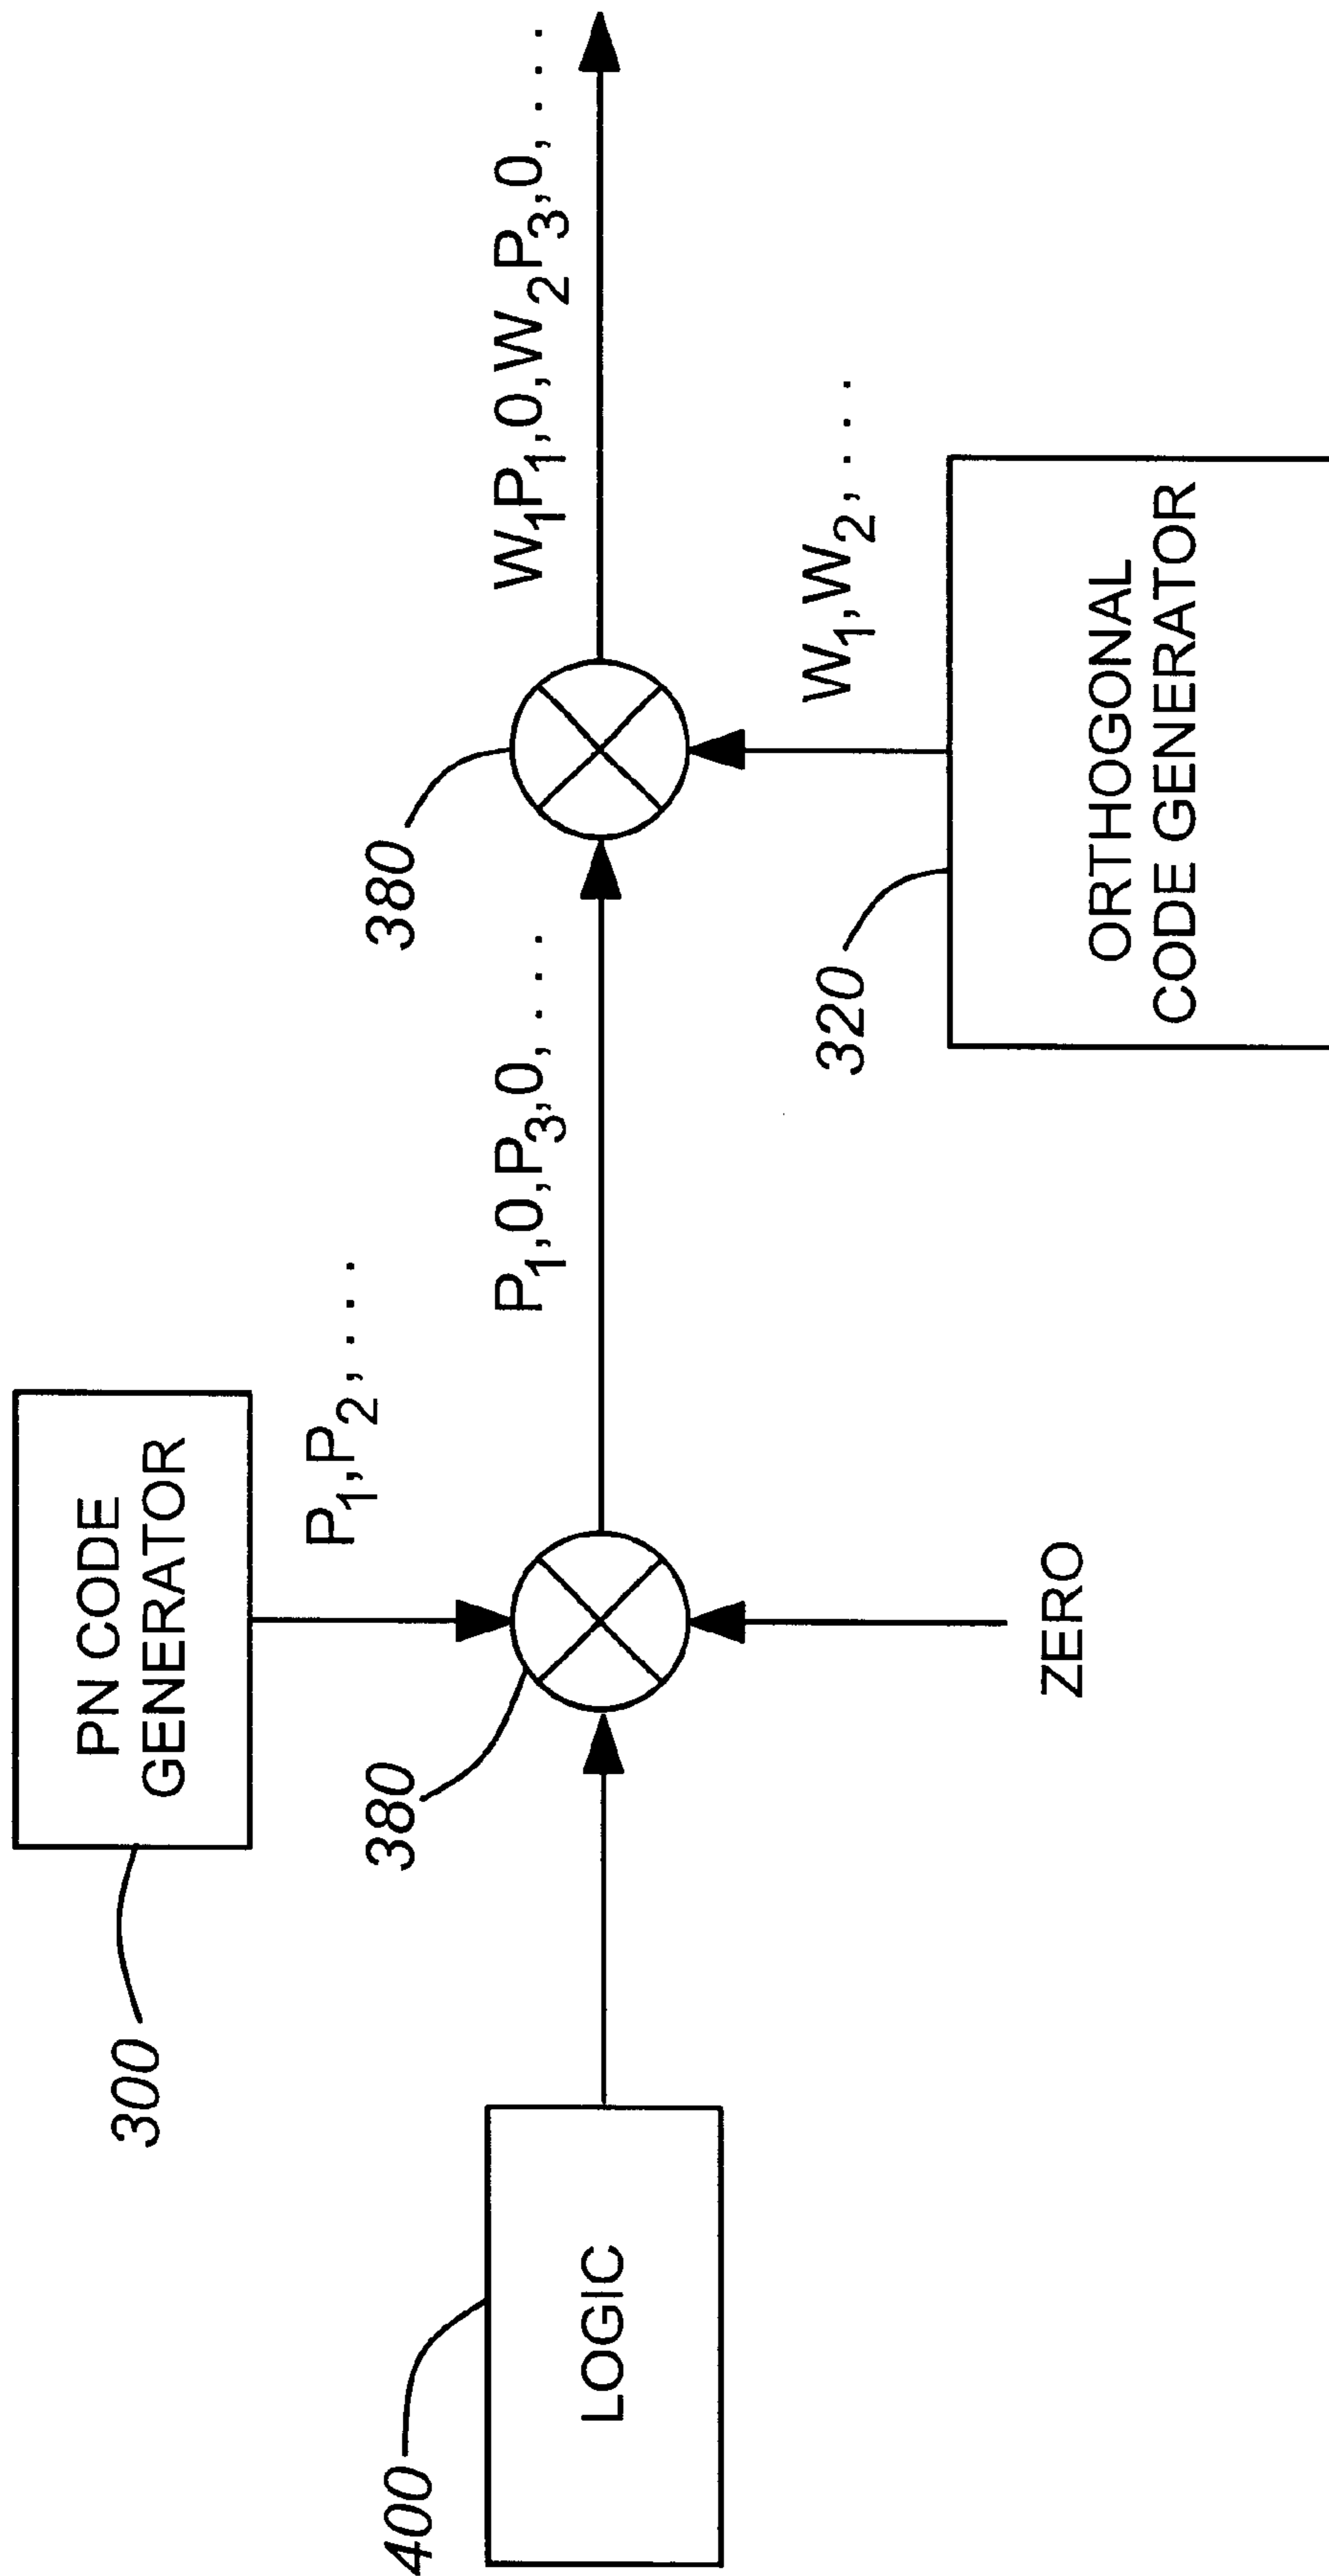 PN CODE
GENERATOR
300
P₁,P₂, . . .
400
LOGIC
380
P₁,0,P₃,0, . . .
380
W₁P₁,0,W₂P₃,0, . . .
ZERO
W₁,W₂, . . .
320
ORTHOGONAL
CODE GENERATOR